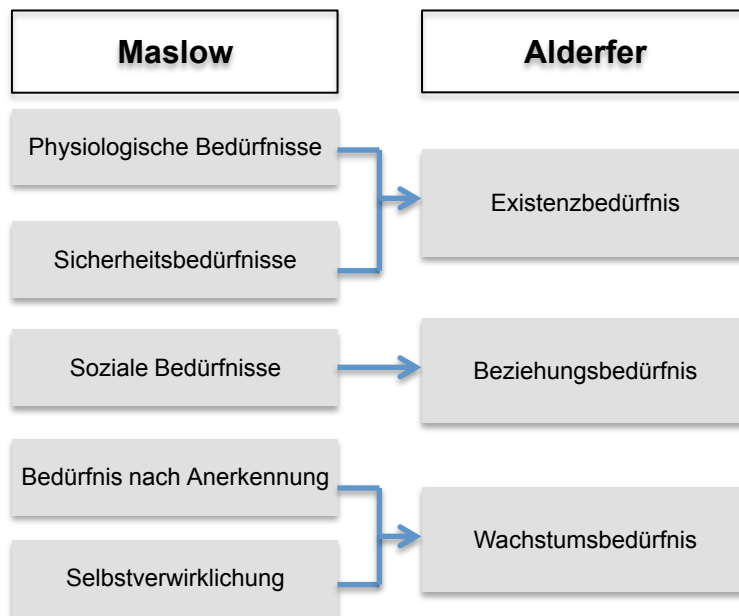 Maslow
Alderfer
Physiologische Bedürfnisse
Existenzbedürfnis
Sicherheitsbedürfnisse
Soziale Bedürfnisse
Beziehungsbedürfnis
Bedürfnis nach Anerkennung
Wachstumsbedürfnis
Selbstverwirklichung